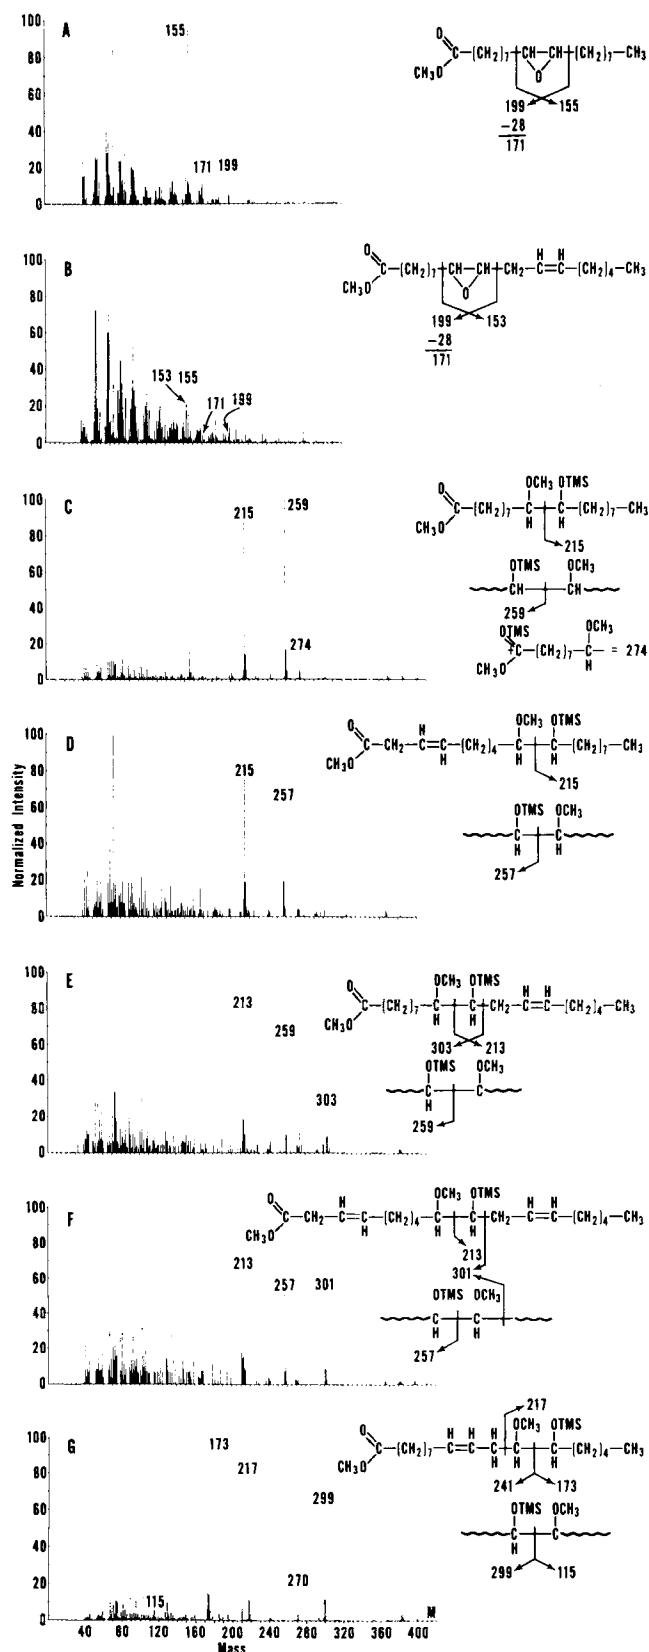 Normalized Intensity
A
100
80
60
40
20
0
155
171 199
O
C—(CH₂)₇—CH—CH—(CH₂)₇—CH₃
CH₃O
O
199 155
−28
171
B
100
80
60
40
20
0
153 155
171 199
H H
O
C—(CH₂)₇—C—C—CH₂—C=C—(CH₂)₄—CH₃
CH₃O
H H
O
199 153
−28
171
C
100
80
60
40
20
0
215
259
274
OCH₃ OTMS
O
C—(CH₂)₇—C—C—(CH₂)₇—CH₃
CH₃O
H H
215
OTMS OCH₃
CH CH
259
OTMS OCH₃
C—(CH₂)₇—C— = 274
CH₃O
H
D
100
80
60
40
20
0
215
257
H OCH₃ OTMS
O
C—CH₂—C=C—(CH₂)₄—C—C—(CH₂)₇—CH₃
CH₃O
H H H
215
OTMS OCH₃
C C
H H
257
E
100
80
60
40
20
0
213
259
303
OCH₃ OTMS H H
O
C—(CH₂)₇—C—C—CH₂—C=C—(CH₂)₄—CH₃
CH₃O
H H
303 213
OTMS OCH₃
C C
H H
259
F
100
80
60
40
20
0
213
257
301
H OCH₃ OTMS H H
O
C—CH₂—C=C—(CH₂)₄—C—C—CH₂—C=C—(CH₂)₄—CH₃
CH₃O
H H H
213
301
OTMS OCH₃
C C
H H
257
G
100
80
60
40
20
0
173
217
299
115
270
M
217
H H H OCH₃ OTMS
O
C—(CH₂)₇—C=C—C—C—C—(CH₂)₄—CH₃
CH₃O
H H H
241 173
OTMS OCH₃
C C
H H
299 115
40 80 120 160 200 240 280 320 360 400
Mass